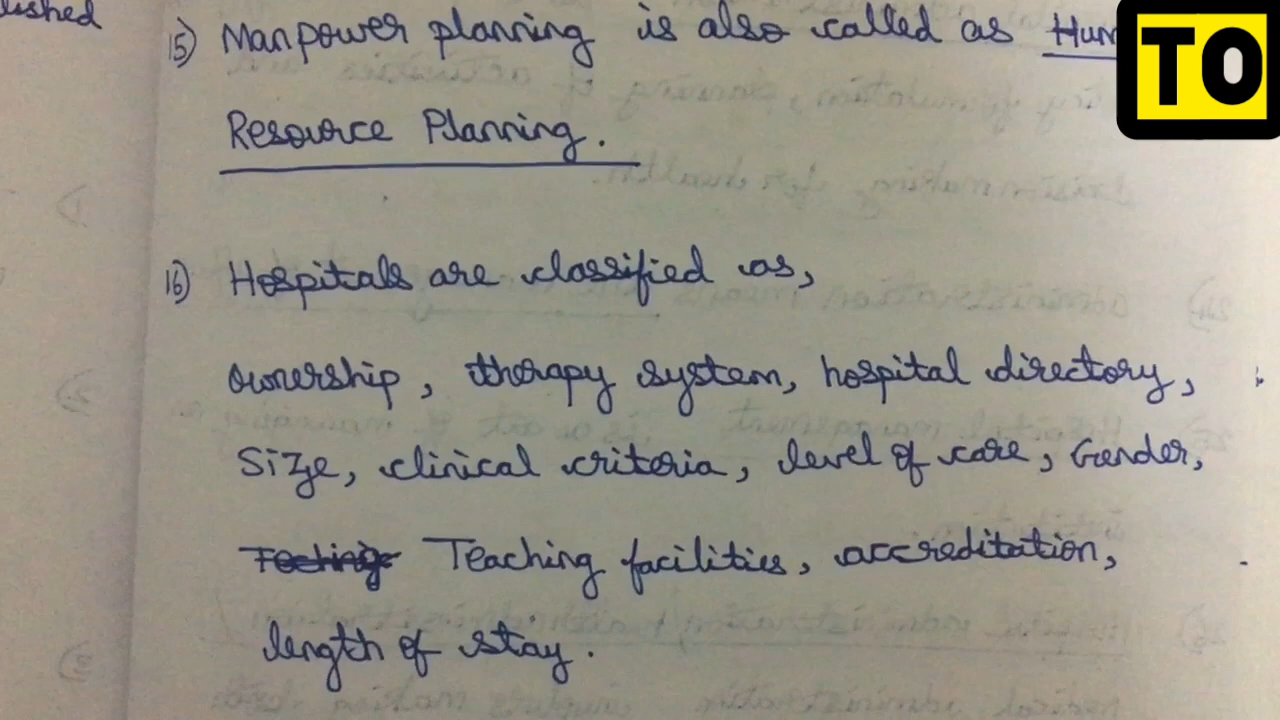 lished
15) Manpower planning is also called as Hum
Resource Planning.
16) Hospitals are classified as,
ownership, therapy system, hospital directory,
Size, clinical criteria, level of care, Gender,
Teaching facilities, accreditation,
length of stay.
TO